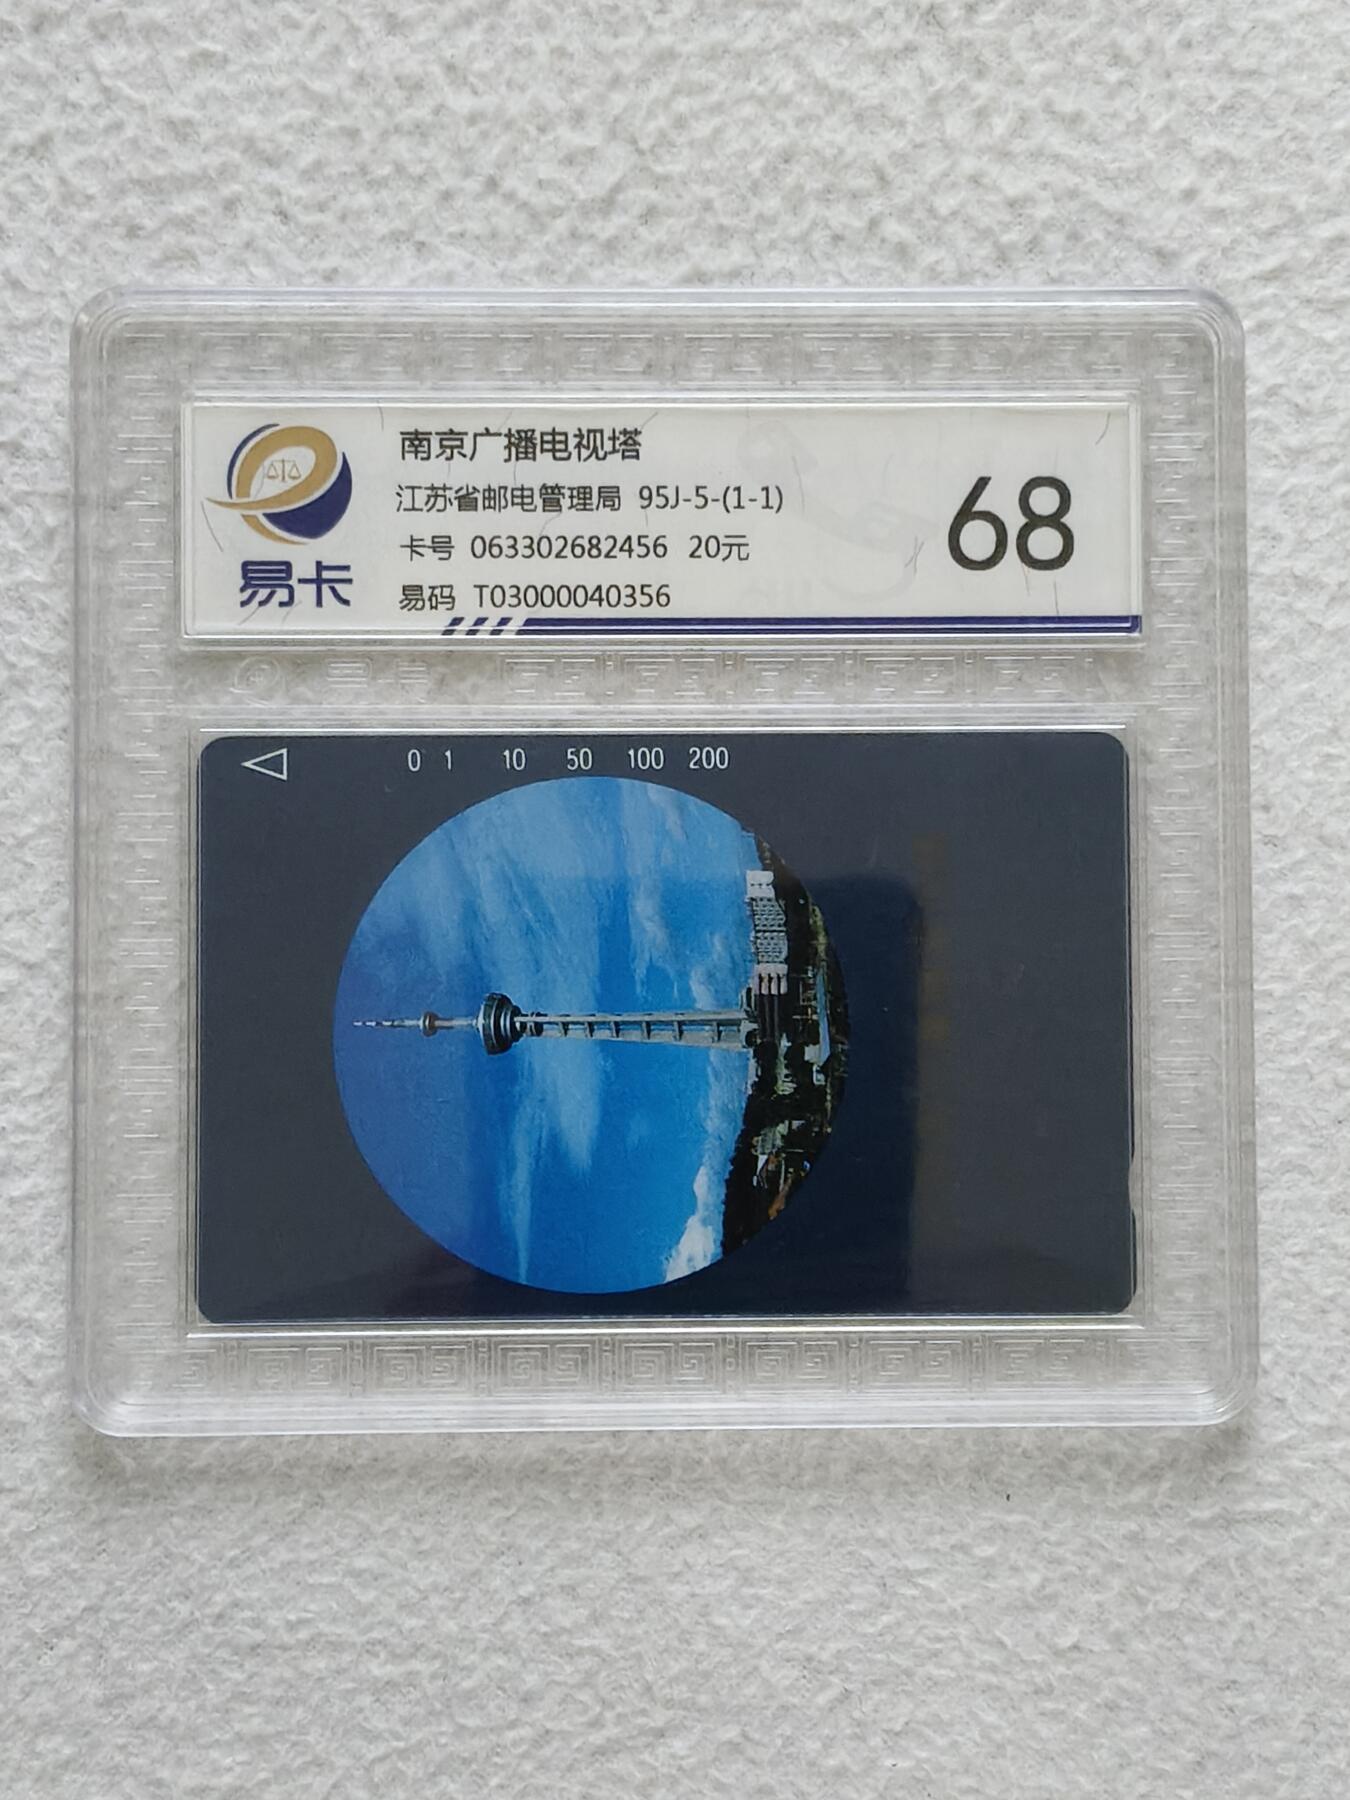 南京广播电视塔
江苏省邮电管理局 95J-5-(1-1)
卡号 063302682456 20元
易码 T03000040356
68
易卡
0 1 10 50 100 200